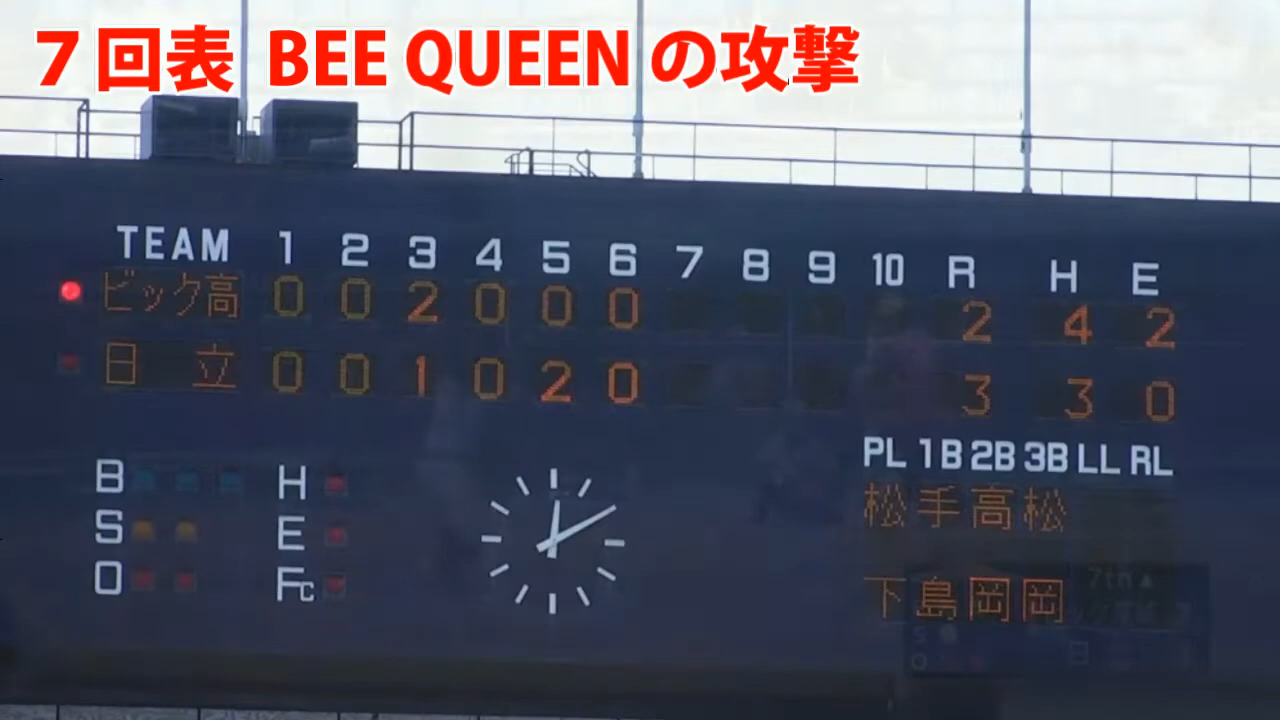 ７回表 BEE QUEEN の攻撃
TEAM 1 2 3 4 5 6 7 8 9 10 R H E
ビック高 0 0 2 0 0 0 2 4 2
日立 0 0 1 0 2 0 3 3 0
PL 1B 2B 3B LL RL
B H
松 手 高 松
S E
O Fc
下 島 岡 岡
7th▲